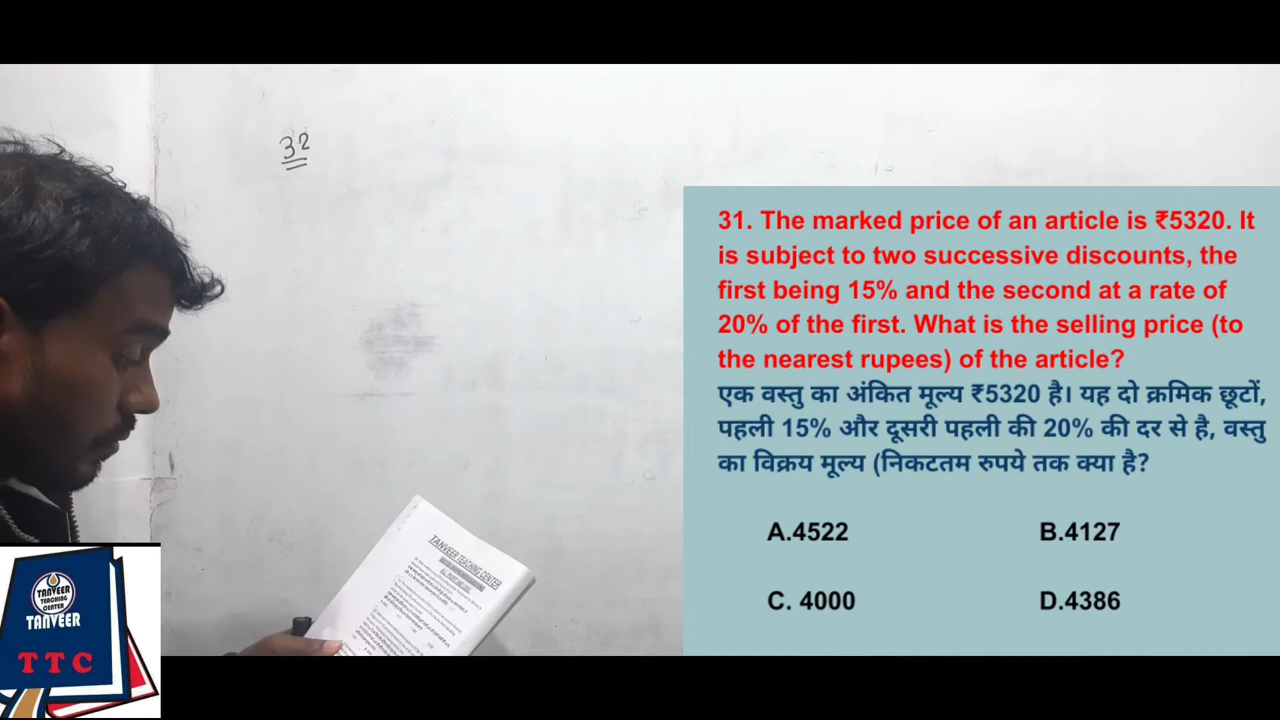 32
31. The marked price of an article is ₹5320. It
is subject to two successive discounts, the
first being 15% and the second at a rate of
20% of the first. What is the selling price (to
the nearest rupees) of the article?
एक वस्तु का अंकित मूल्य ₹5320 है। यह दो क्रमिक छूटों,
पहली 15% और दूसरी पहली की 20% की दर से है, वस्तु
का विक्रय मूल्य (निकटतम रुपये तक क्या है?
A.4522 B.4127
C. 4000 D.4386
TANVEER TEACHING CENTER
TANVEER
TEACHING
CENTER
TANVEER
TTC